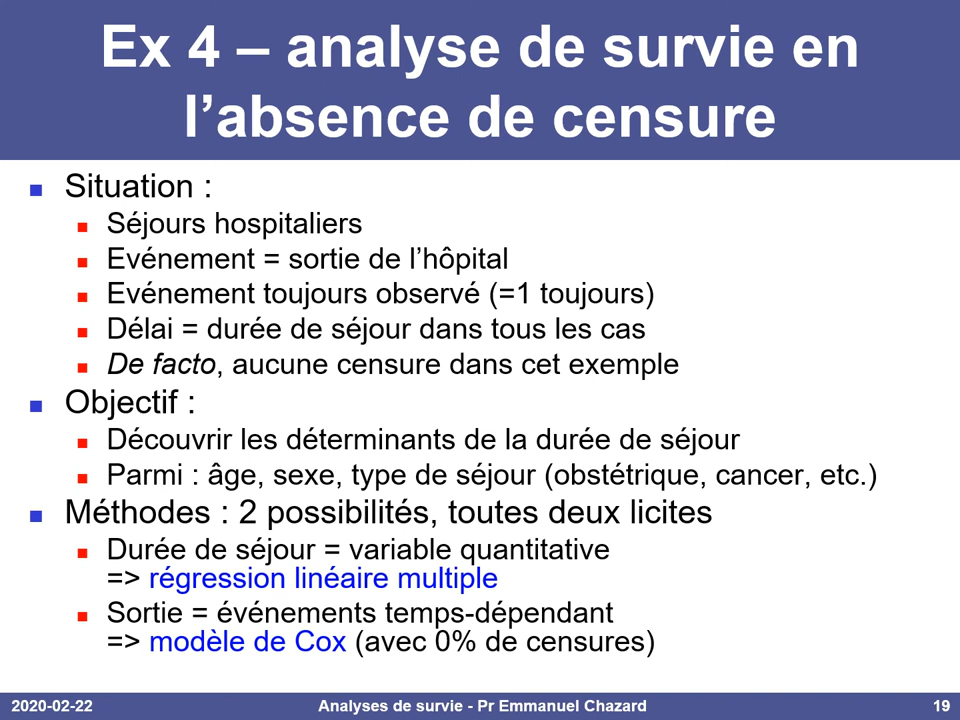 Ex 4 – analyse de survie en
l’absence de censure
Situation :
Séjours hospitaliers
Evénement = sortie de l’hôpital
Evénement toujours observé (=1 toujours)
Délai = durée de séjour dans tous les cas
De facto, aucune censure dans cet exemple
Objectif :
Découvrir les déterminants de la durée de séjour
Parmi : âge, sexe, type de séjour (obstétrique, cancer, etc.)
Méthodes : 2 possibilités, toutes deux licites
Durée de séjour = variable quantitative
=> régression linéaire multiple
Sortie = événements temps-dépendant
=> modèle de Cox (avec 0% de censures)
2020-02-22 Analyses de survie - Pr Emmanuel Chazard 19